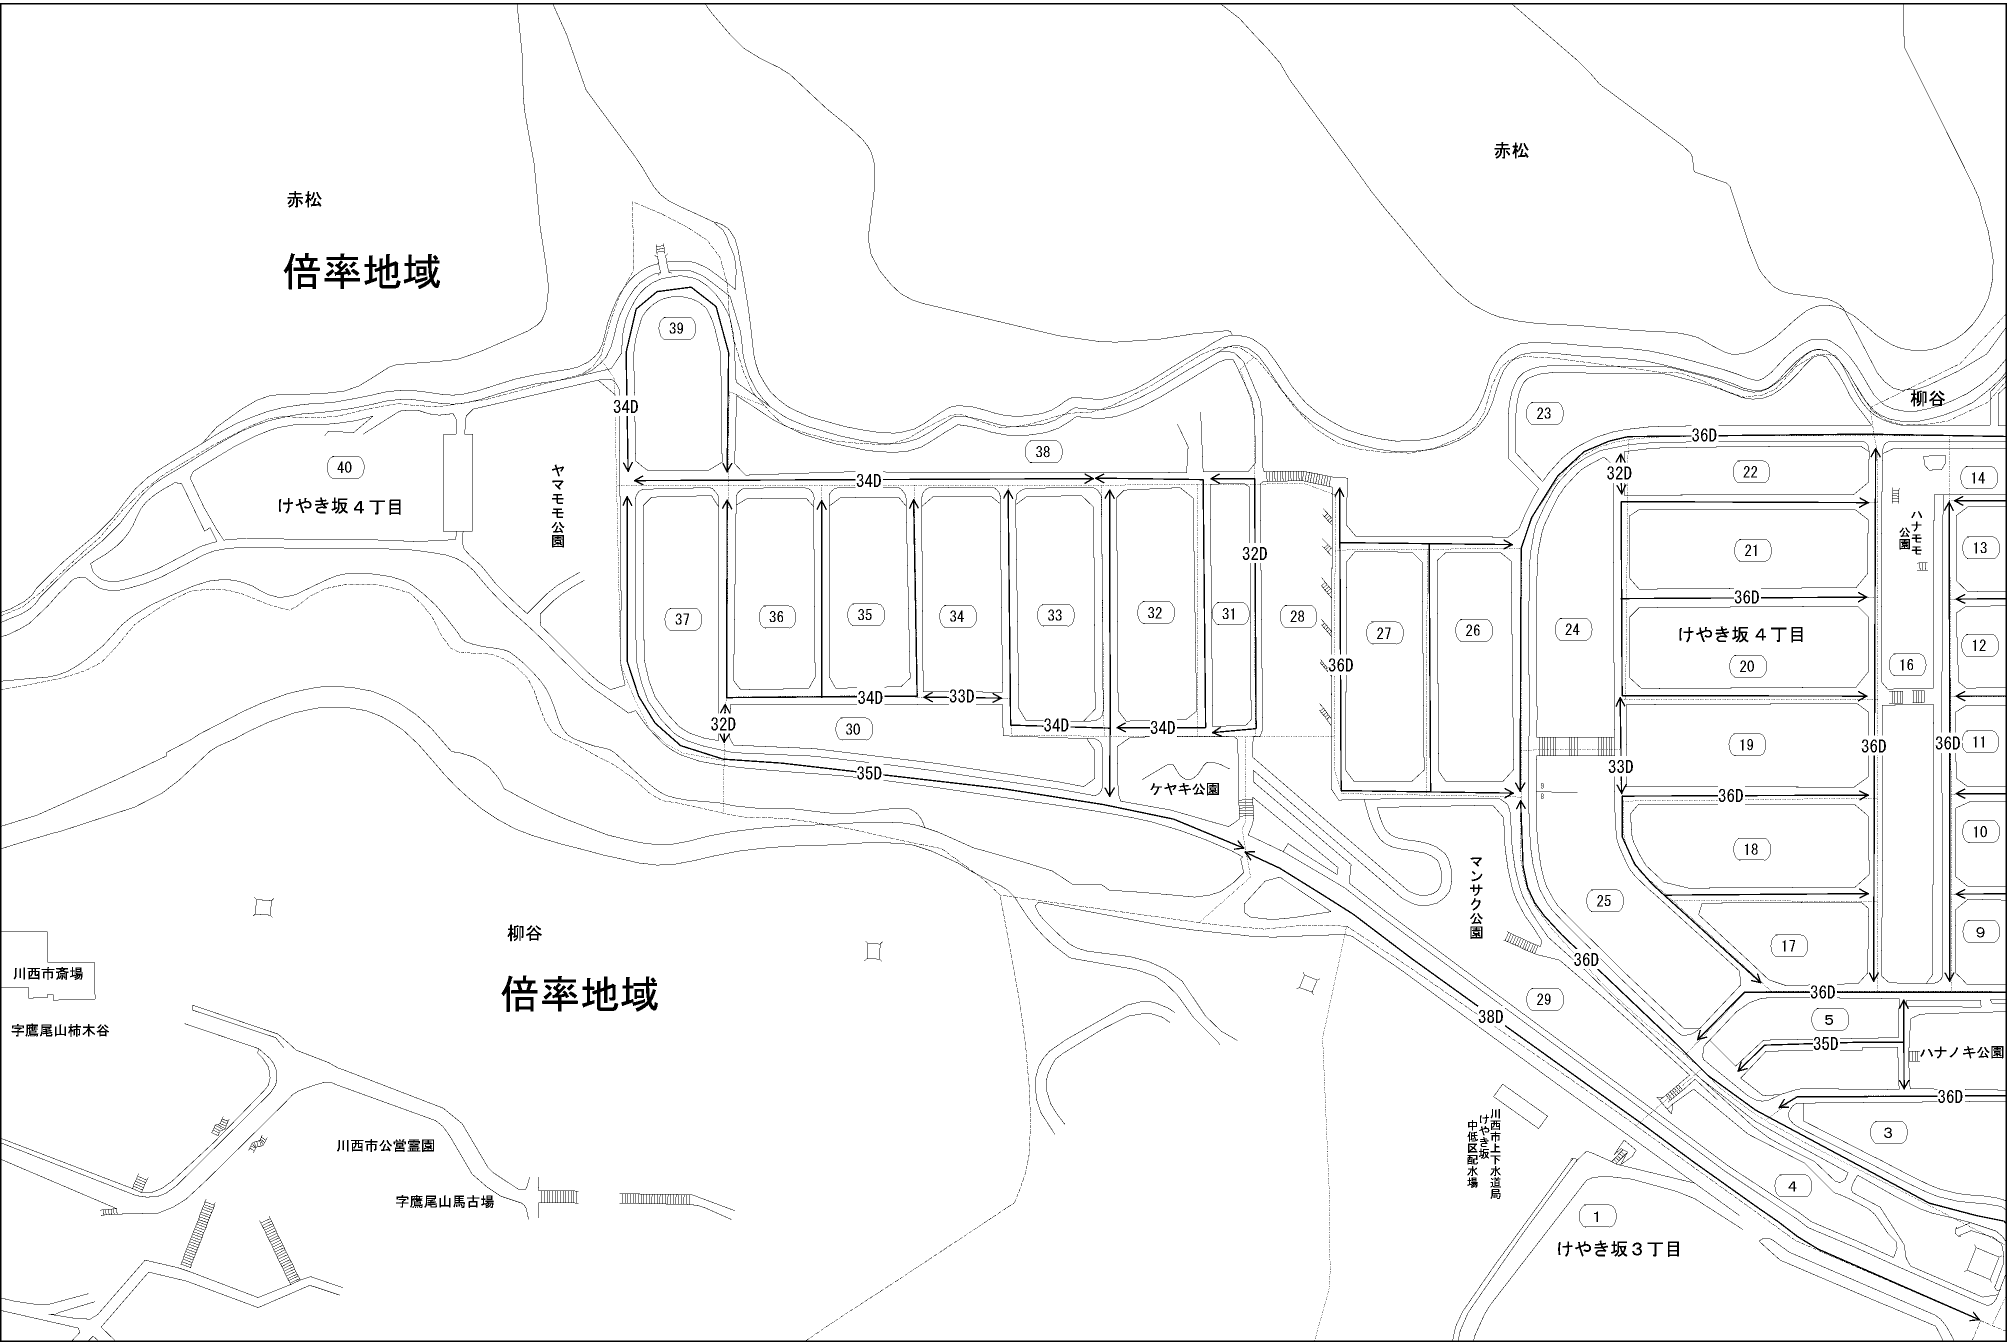 赤松
赤松
倍率地域
39
34D
柳谷
23
36D
38
40
ヤマモモ公園
34D
32D
22
14
けやき坂４丁目
ハナモモ公園
32D
21
13
36D
37
36
35
34
33
32
31
28
27
26
24
けやき坂４丁目
20
16
12
36D
34D
33D
32D
30
34D
34D
19
36D
36D
11
33D
35D
ケヤキ公園
36D
10
18
マンサク公園
25
柳谷
17
9
36D
川西市斎場
倍率地域
29
36D
38D
5
字鷹尾山柿木谷
35D
ハナノキ公園
36D
川西市上下水道局
けやき坂
中低区配水場
3
川西市公営霊園
字鷹尾山馬古場
4
1
けやき坂３丁目